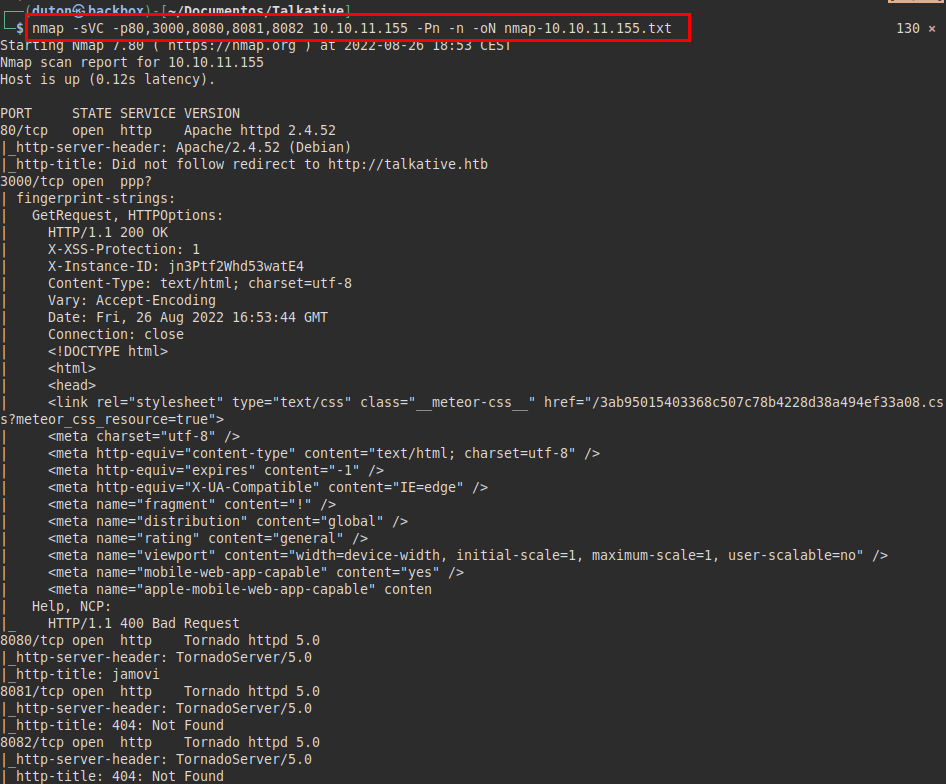 ┌──(duton㉿backbox)-[~/Documentos/Talkative]
└─$ nmap -sVC -p80,3000,8080,8081,8082 10.10.11.155 -Pn -n -oN nmap-10.10.11.155.txt 130 ×
Starting Nmap 7.80 ( https://nmap.org ) at 2022-08-26 18:53 CEST
Nmap scan report for 10.10.11.155
Host is up (0.12s latency).
PORT     STATE SERVICE VERSION
80/tcp   open  http    Apache httpd 2.4.52
|_http-server-header: Apache/2.4.52 (Debian)
|_http-title: Did not follow redirect to http://talkative.htb
3000/tcp open  ppp?
| fingerprint-strings:
|   GetRequest, HTTPOptions:
|     HTTP/1.1 200 OK
|     X-XSS-Protection: 1
|     X-Instance-ID: jn3Ptf2Whd53watE4
|     Content-Type: text/html; charset=utf-8
|     Vary: Accept-Encoding
|     Date: Fri, 26 Aug 2022 16:53:44 GMT
|     Connection: close
|     <!DOCTYPE html>
|     <html>
|     <head>
|     <link rel="stylesheet" type="text/css" class="__meteor-css__" href="/3ab95015403368c507c78b4228d38a494ef33a08.cs
s?meteor_css_resource=true">
|     <meta charset="utf-8" />
|     <meta http-equiv="content-type" content="text/html; charset=utf-8" />
|     <meta http-equiv="expires" content="-1" />
|     <meta http-equiv="X-UA-Compatible" content="IE=edge" />
|     <meta name="fragment" content="!" />
|     <meta name="distribution" content="global" />
|     <meta name="rating" content="general" />
|     <meta name="viewport" content="width=device-width, initial-scale=1, maximum-scale=1, user-scalable=no" />
|     <meta name="mobile-web-app-capable" content="yes" />
|     <meta name="apple-mobile-web-app-capable" conten
|   Help, NCP:
|_    HTTP/1.1 400 Bad Request
8080/tcp open  http    Tornado httpd 5.0
|_http-server-header: TornadoServer/5.0
|_http-title: jamovi
8081/tcp open  http    Tornado httpd 5.0
|_http-server-header: TornadoServer/5.0
|_http-title: 404: Not Found
8082/tcp open  http    Tornado httpd 5.0
|_http-server-header: TornadoServer/5.0
|_http-title: 404: Not Found